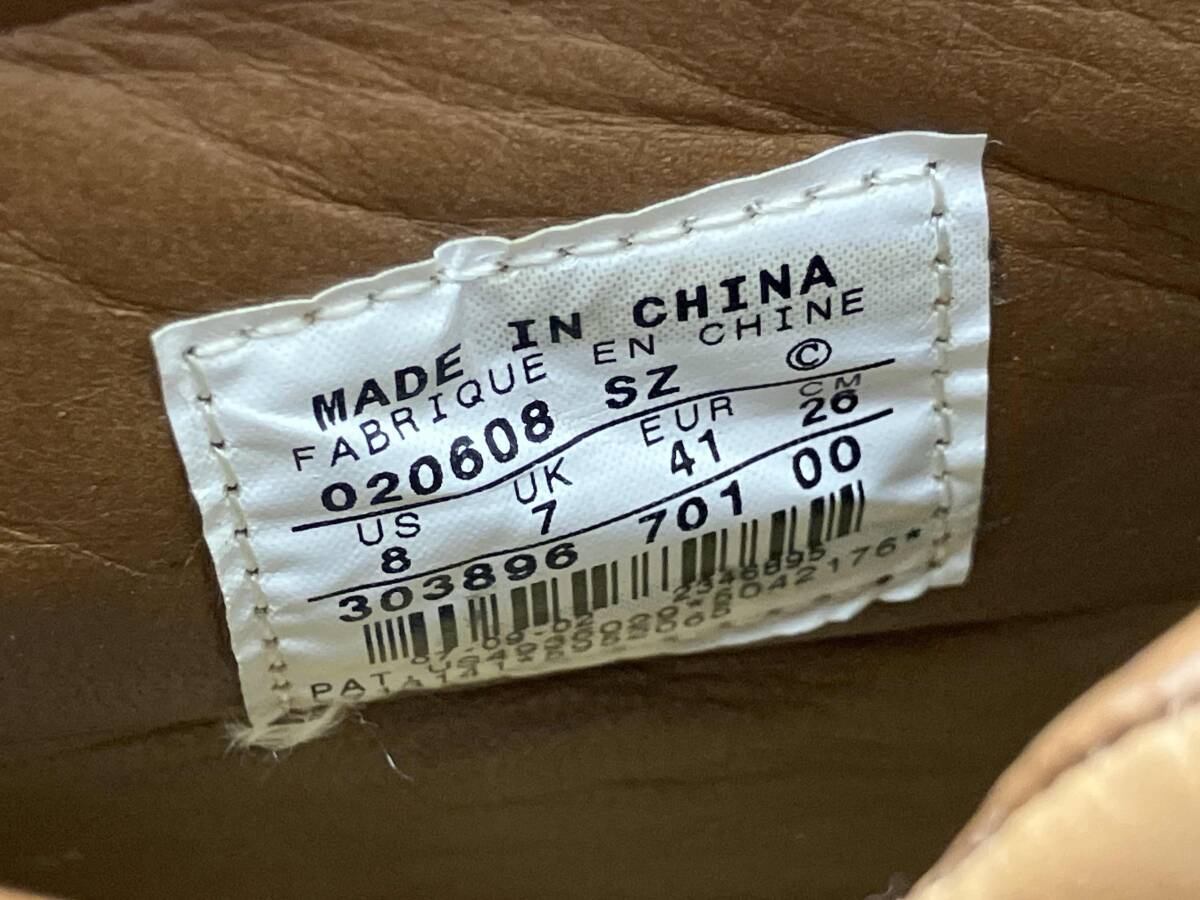 MADE IN CHINA
FABRIQUE EN CHINE
020608 SZ ©
US UK EUR CM
8 7 41 26
303896 701 00
PAT